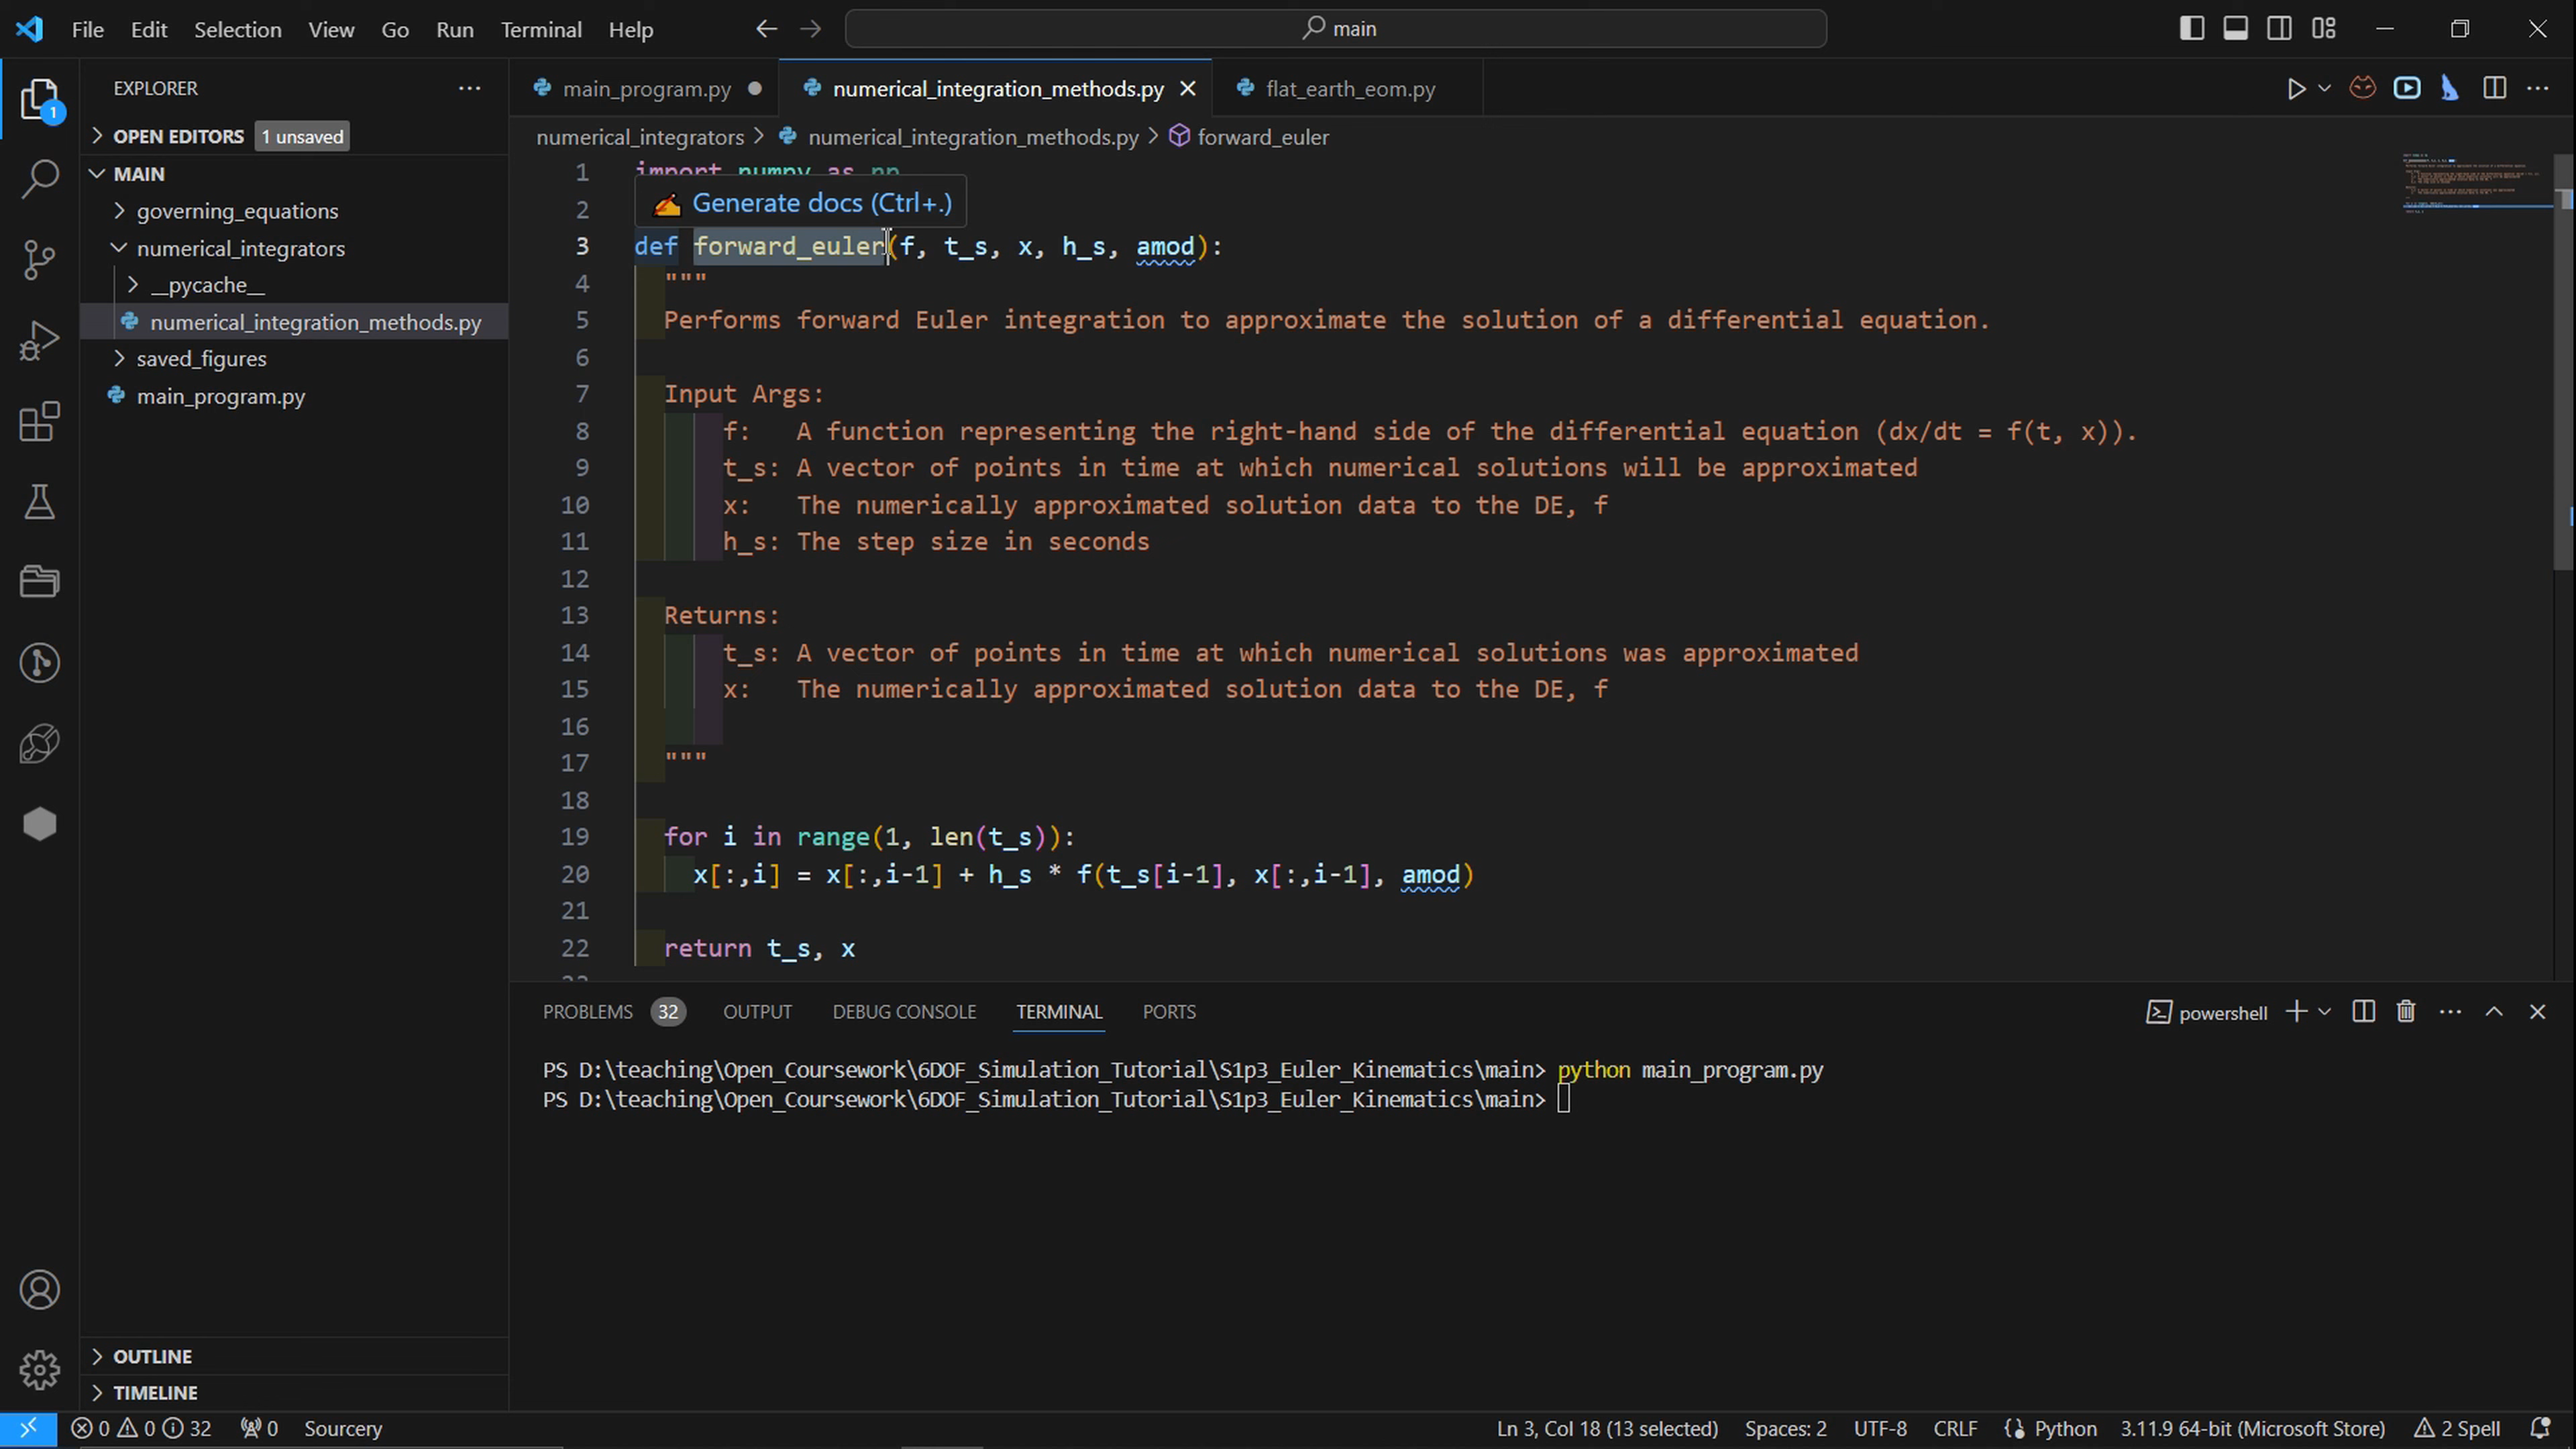 File Edit Selection View Go Run Terminal Help
main
EXPLORER
OPEN EDITORS 1 unsaved
MAIN
governing_equations
numerical_integrators
__pycache__
numerical_integration_methods.py
saved_figures
main_program.py
OUTLINE
TIMELINE
1
main_program.py numerical_integration_methods.py flat_earth_eom.py
numerical_integrators > numerical_integration_methods.py > forward_euler
1 import numpy as np
Generate docs (Ctrl+.)
2
3 def forward_euler(f, t_s, x, h_s, amod):
4 """
5 Performs forward Euler integration to approximate the solution of a differential equation.
6
7 Input Args:
8 f: A function representing the right-hand side of the differential equation (dx/dt = f(t, x)).
9 t_s: A vector of points in time at which numerical solutions will be approximated
10 x: The numerically approximated solution data to the DE, f
11 h_s: The step size in seconds
12
13 Returns:
14 t_s: A vector of points in time at which numerical solutions was approximated
15 x: The numerically approximated solution data to the DE, f
16
17 """
18
19 for i in range(1, len(t_s)):
20 x[:,i] = x[:,i-1] + h_s * f(t_s[i-1], x[:,i-1], amod)
21
22 return t_s, x
23
PROBLEMS 32 OUTPUT DEBUG CONSOLE TERMINAL PORTS
powershell
PS D:\teaching\Open_Coursework\6DOF_Simulation_Tutorial\S1p3_Euler_Kinematics\main> python main_program.py
PS D:\teaching\Open_Coursework\6DOF_Simulation_Tutorial\S1p3_Euler_Kinematics\main>
0 0 32 0 Sourcery Ln 3, Col 18 (13 selected) Spaces: 2 UTF-8 CRLF Python 3.11.9 64-bit (Microsoft Store) 2 Spell